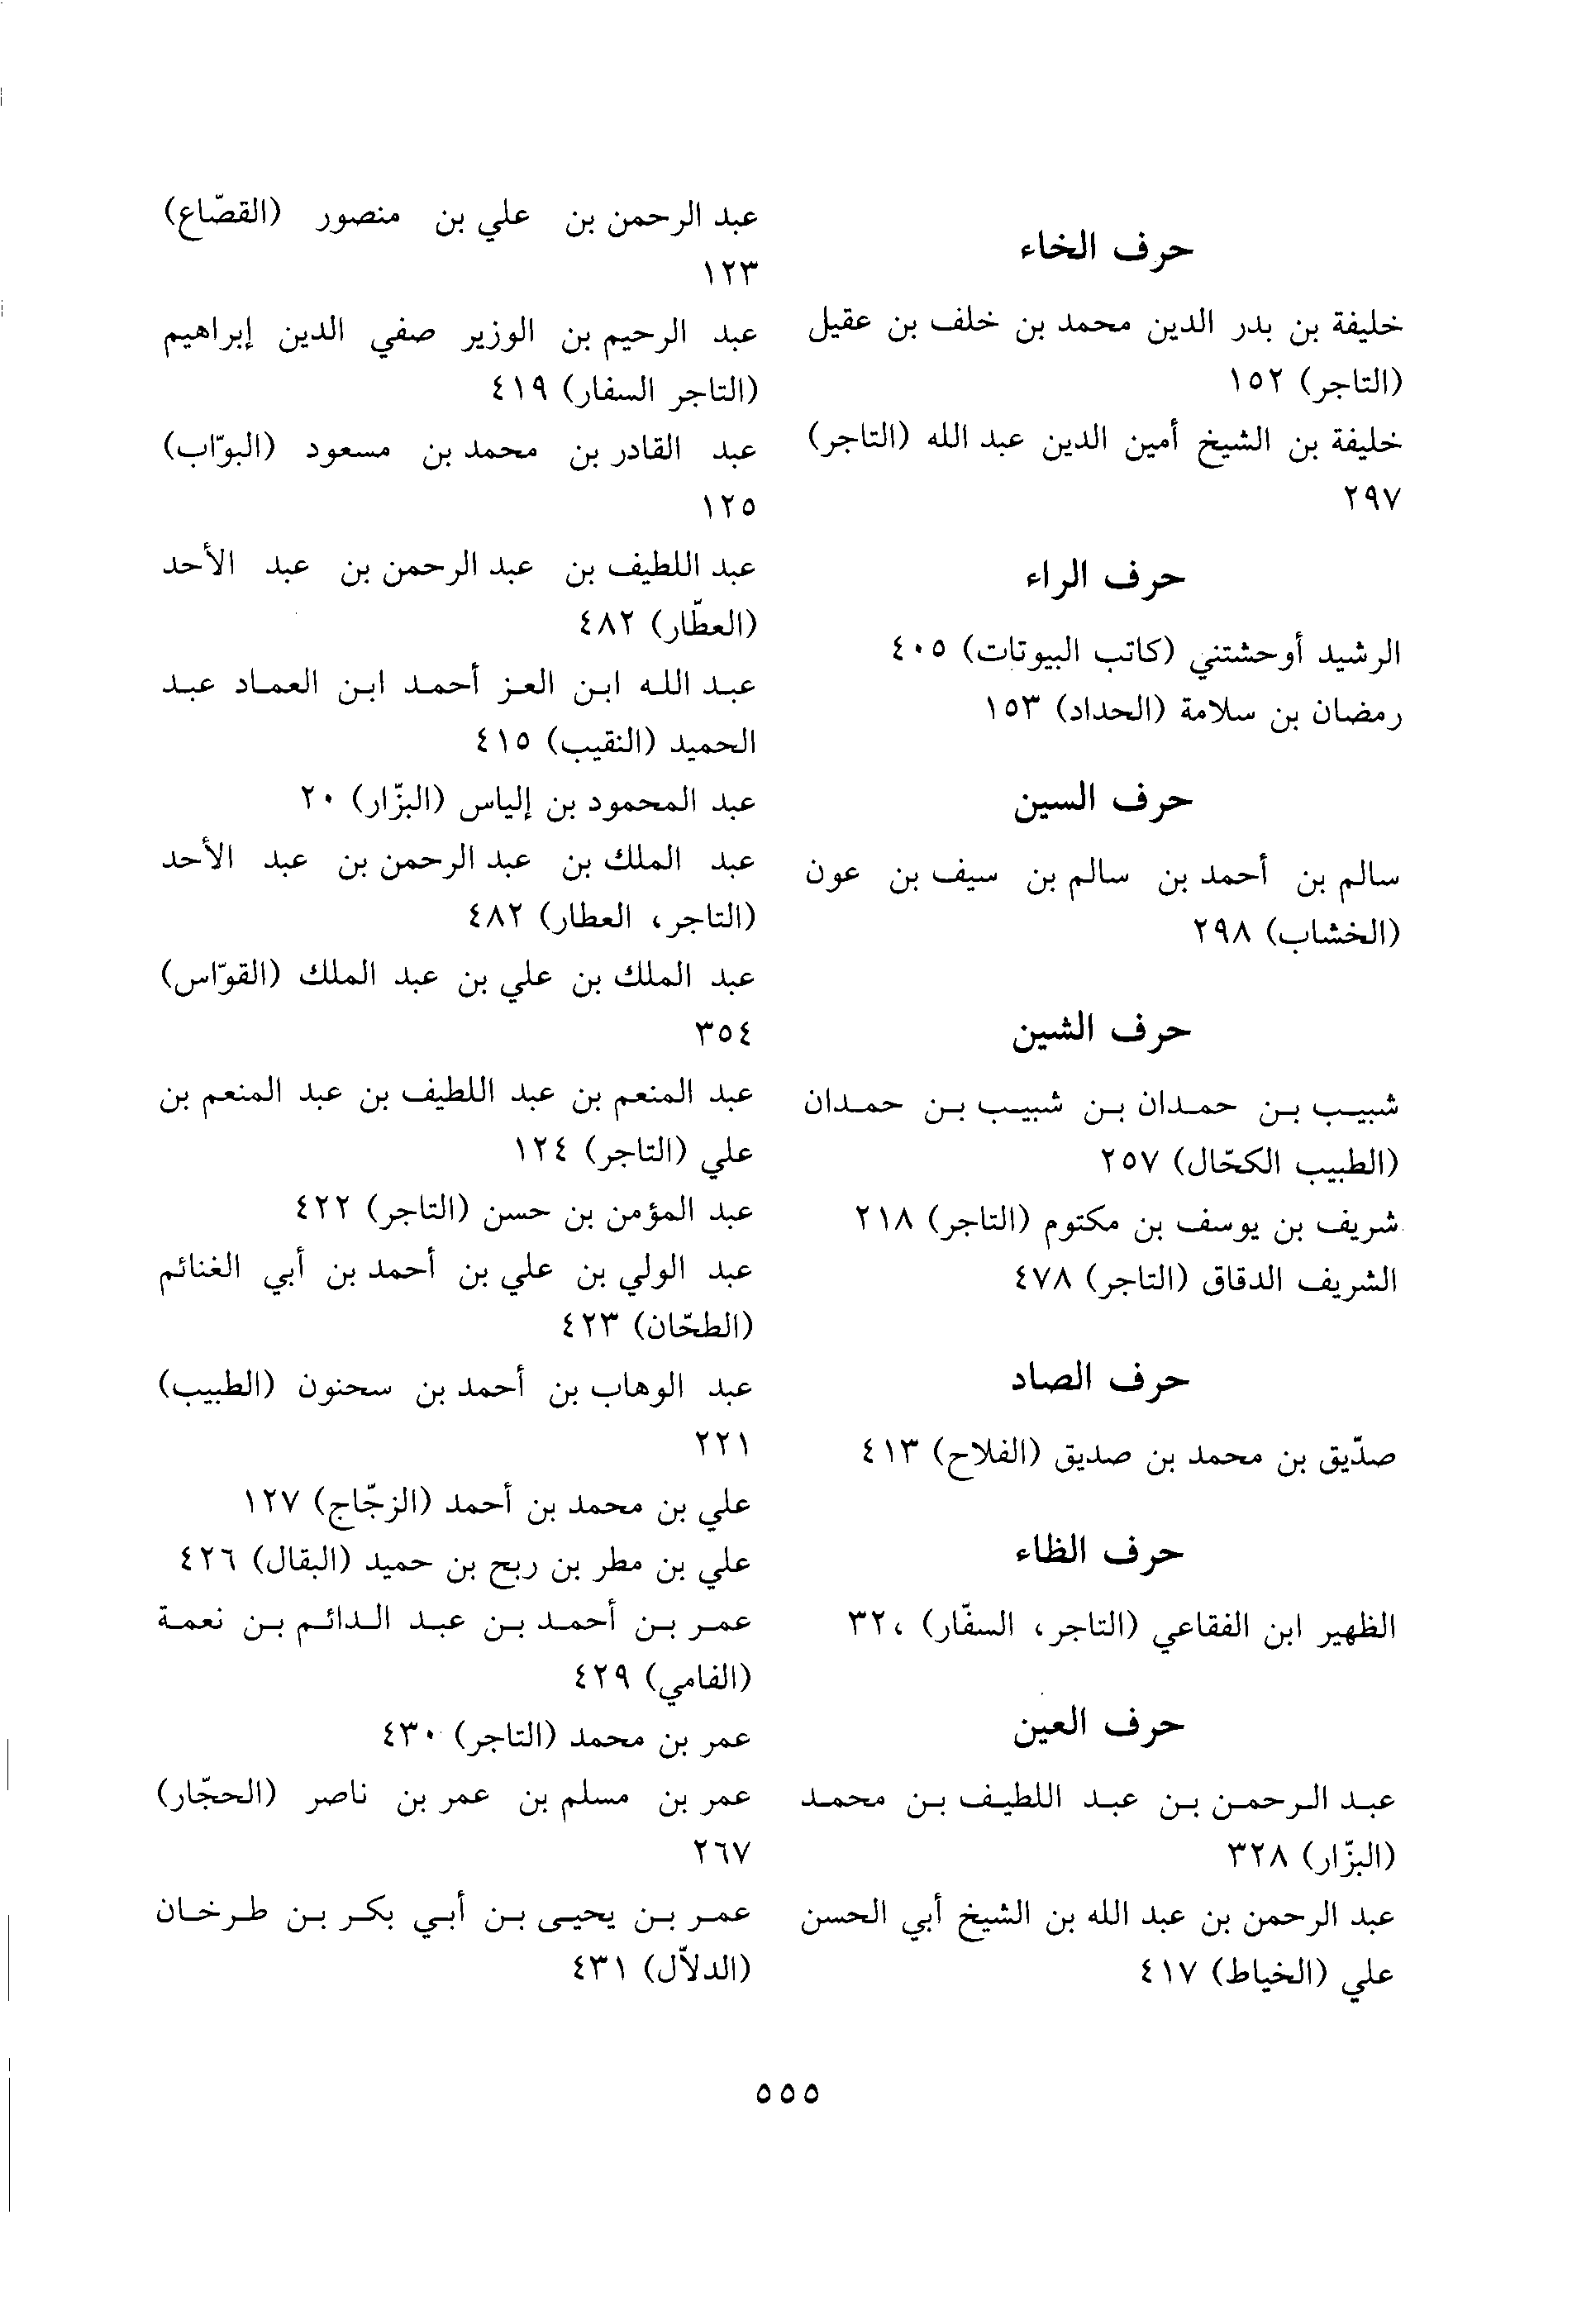 حرف الخاء
خليفة بن بدر الدين محمد بن خلف بن عقيل
(التاجر) ١٥٢
خليفة بن الشيخ أمين الدين عبد الله (التاجر)
٢٩٧
حرف الراء
الرشيد أوحشتني (كاتب البيوتات) ٤٠٥
رمضان بن سلامة (الحداد) ١٥٣
حرف السين
سالم بن أحمد بن سالم بن سيف بن عون
(الخشاب) ٢٩٨
حرف الشين
شبيب بن حمدان بن شبيب بن حمدان
(الطبيب الكحّال) ٢٥٧
شريف بن يوسف بن مكتوم (التاجر) ٢١٨
الشريف الدقاق (التاجر) ٤٧٨
حرف الصاد
صدّيق بن محمد بن صديق (الفلاح) ٤١٣
حرف الظاء
الظهير ابن الفقاعي (التاجر، السفّار) ،٣٢
حرف العين
عبد الرحمن بن عبد اللطيف بن محمد
(البزّار) ٣٢٨
عبد الرحمن بن عبد الله بن الشيخ أبي الحسن
علي (الخياط) ٤١٧
عبد الرحمن بن علي بن منصور (القصّاع)
١٢٣
عبد الرحيم بن الوزير صفي الدين إبراهيم
(التاجر السفار) ٤١٩
عبد القادر بن محمد بن مسعود (البوّاب)
١٢٥
عبد اللطيف بن عبد الرحمن بن عبد الأحد
(العطّار) ٤٨٢
عبد الله ابن العز أحمد ابن العماد عبد
الحميد (النقيب) ٤١٥
عبد المحمود بن إلياس (البزّار) ٢٠
عبد الملك بن عبد الرحمن بن عبد الأحد
(التاجر، العطار) ٤٨٢
عبد الملك بن علي بن عبد الملك (القوّاس)
٣٥٤
عبد المنعم بن عبد اللطيف بن عبد المنعم بن
علي (التاجر) ١٢٤
عبد المؤمن بن حسن (التاجر) ٤٢٢
عبد الولي بن علي بن أحمد بن أبي الغنائم
(الطحّان) ٤٢٣
عبد الوهاب بن أحمد بن سحنون (الطبيب)
٢٢١
علي بن محمد بن أحمد (الزجّاج) ١٢٧
علي بن مطر بن ربح بن حميد (البقال) ٤٢٦
عمر بن أحمد بن عبد الدائم بن نعمة
(الفامي) ٤٢٩
عمر بن محمد (التاجر) ٤٣٠
عمر بن مسلم بن عمر بن ناصر (الحجّار)
٢٦٧
عمر بن يحيى بن أبي بكر بن طرخان
(الدلاّل) ٤٣١
٥٥٥